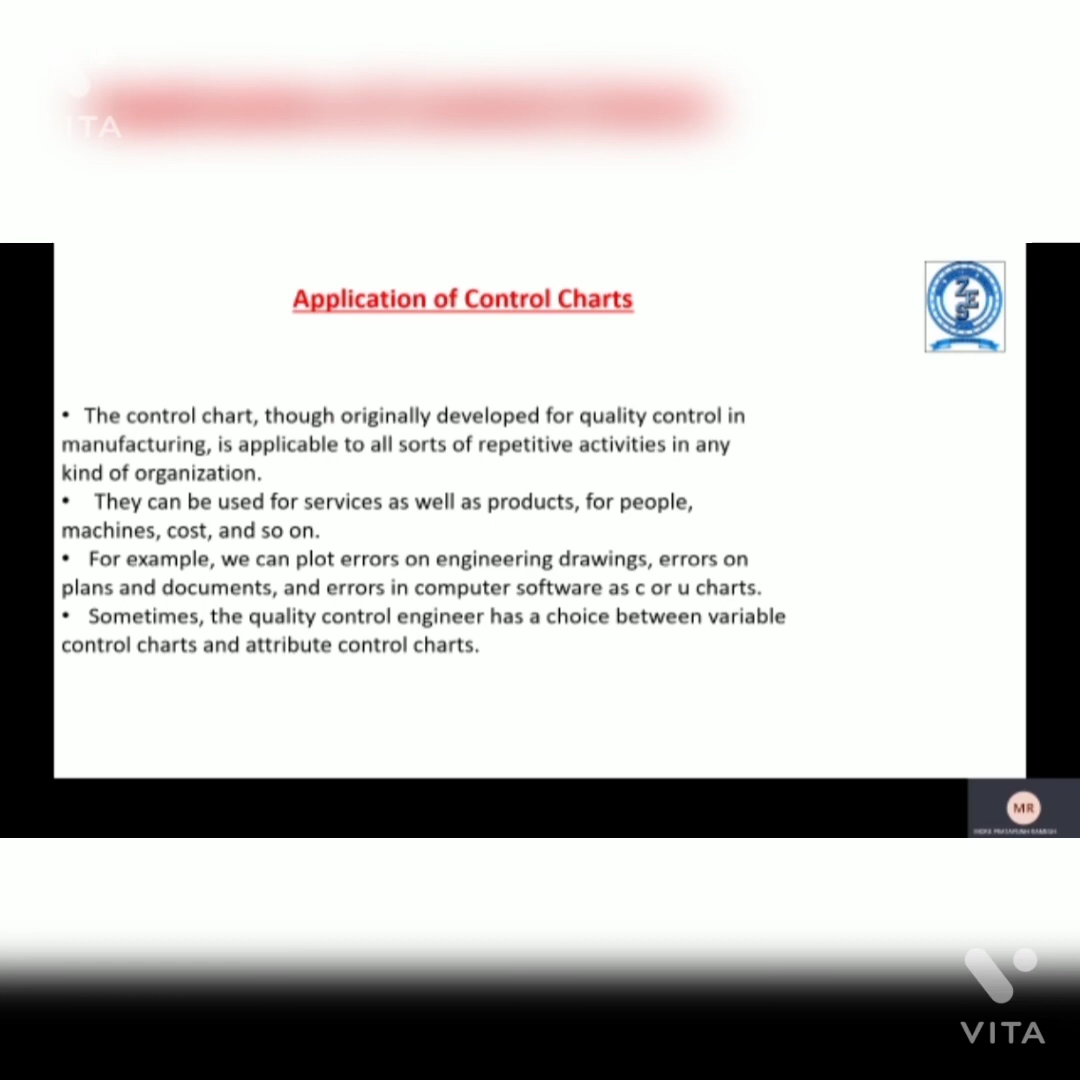 ITA
Application of Control Charts
ZES
• The control chart, though originally developed for quality control in
manufacturing, is applicable to all sorts of repetitive activities in any
kind of organization.
• They can be used for services as well as products, for people,
machines, cost, and so on.
• For example, we can plot errors on engineering drawings, errors on
plans and documents, and errors in computer software as c or u charts.
• Sometimes, the quality control engineer has a choice between variable
control charts and attribute control charts.
MR
VITA